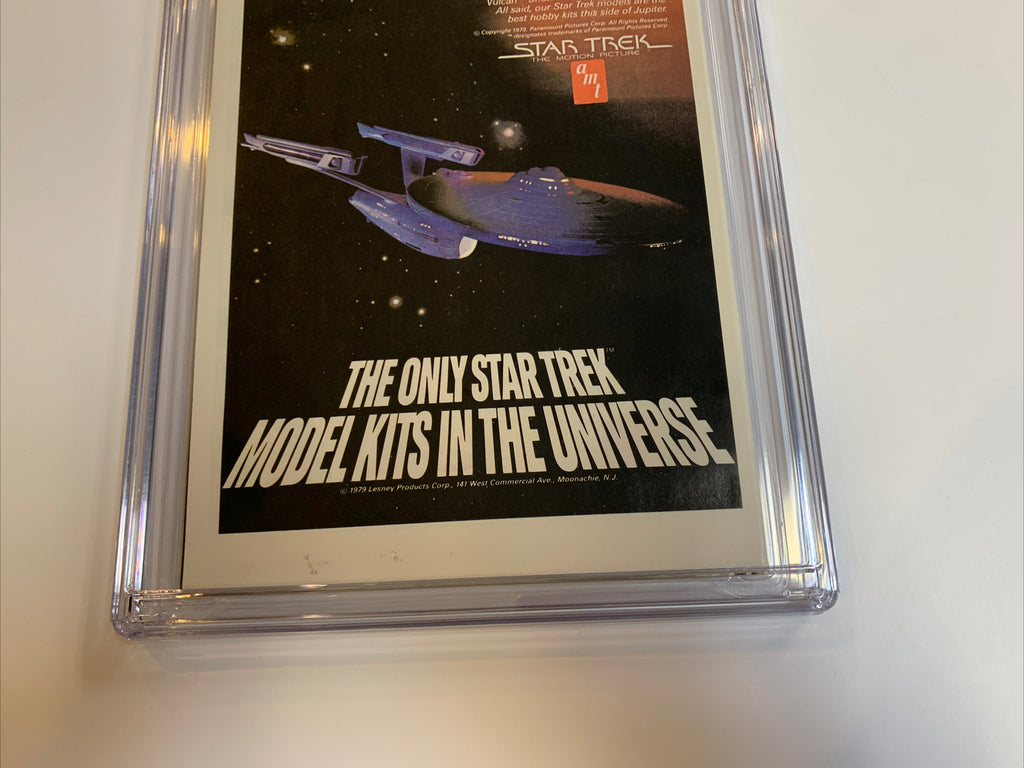 All said, our Star Trek models are the
best hobby kits this side of Jupiter.
© Copyright 1979, Paramount Pictures Corp. All Rights Reserved.
™ designates trademarks of Paramount Pictures Corp.
STAR TREK
THE MOTION PICTURE
amt
THE ONLY STAR TREK™
MODEL KITS IN THE UNIVERSE
© 1979 Lesney Products Corp., 141 West Commercial Ave., Moonachie, N.J.